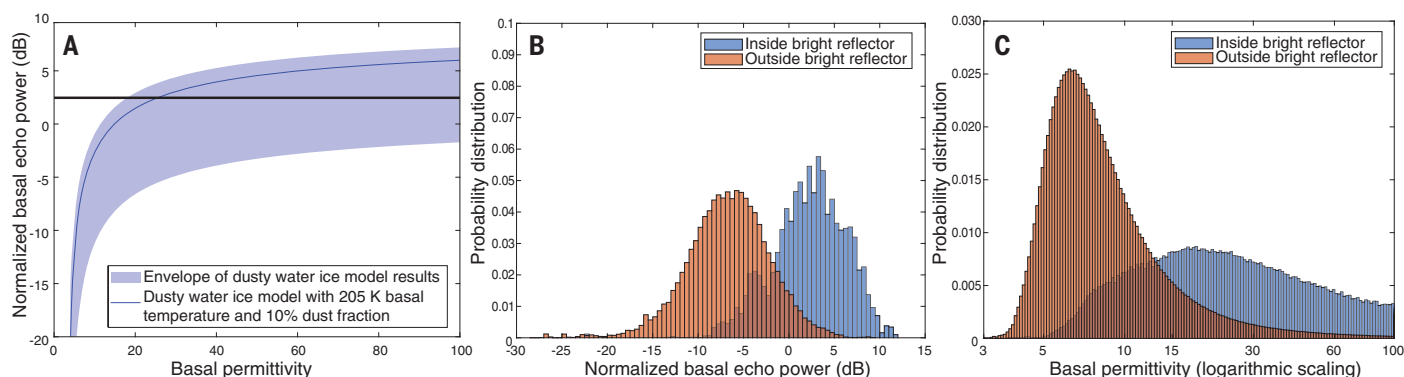 A
Normalized basal echo power (dB)
10
5
0
-5
-10
-15
-20
Envelope of dusty water ice model results
Dusty water ice model with 205 K basal
temperature and 10% dust fraction
0 20 40 60 80 100
Basal permittivity
B
Probability distribution
0.1
0.09
0.08
0.07
0.06
0.05
0.04
0.03
0.02
0.01
0
Inside bright reflector
Outside bright reflector
-30 -25 -20 -15 -10 -5 0 5 10 15
Normalized basal echo power (dB)
C
Probability distribution
0.030
0.025
0.020
0.015
0.010
0.005
0
Inside bright reflector
Outside bright reflector
3 5 10 15 30 60 100
Basal permittivity (logarithmic scaling)